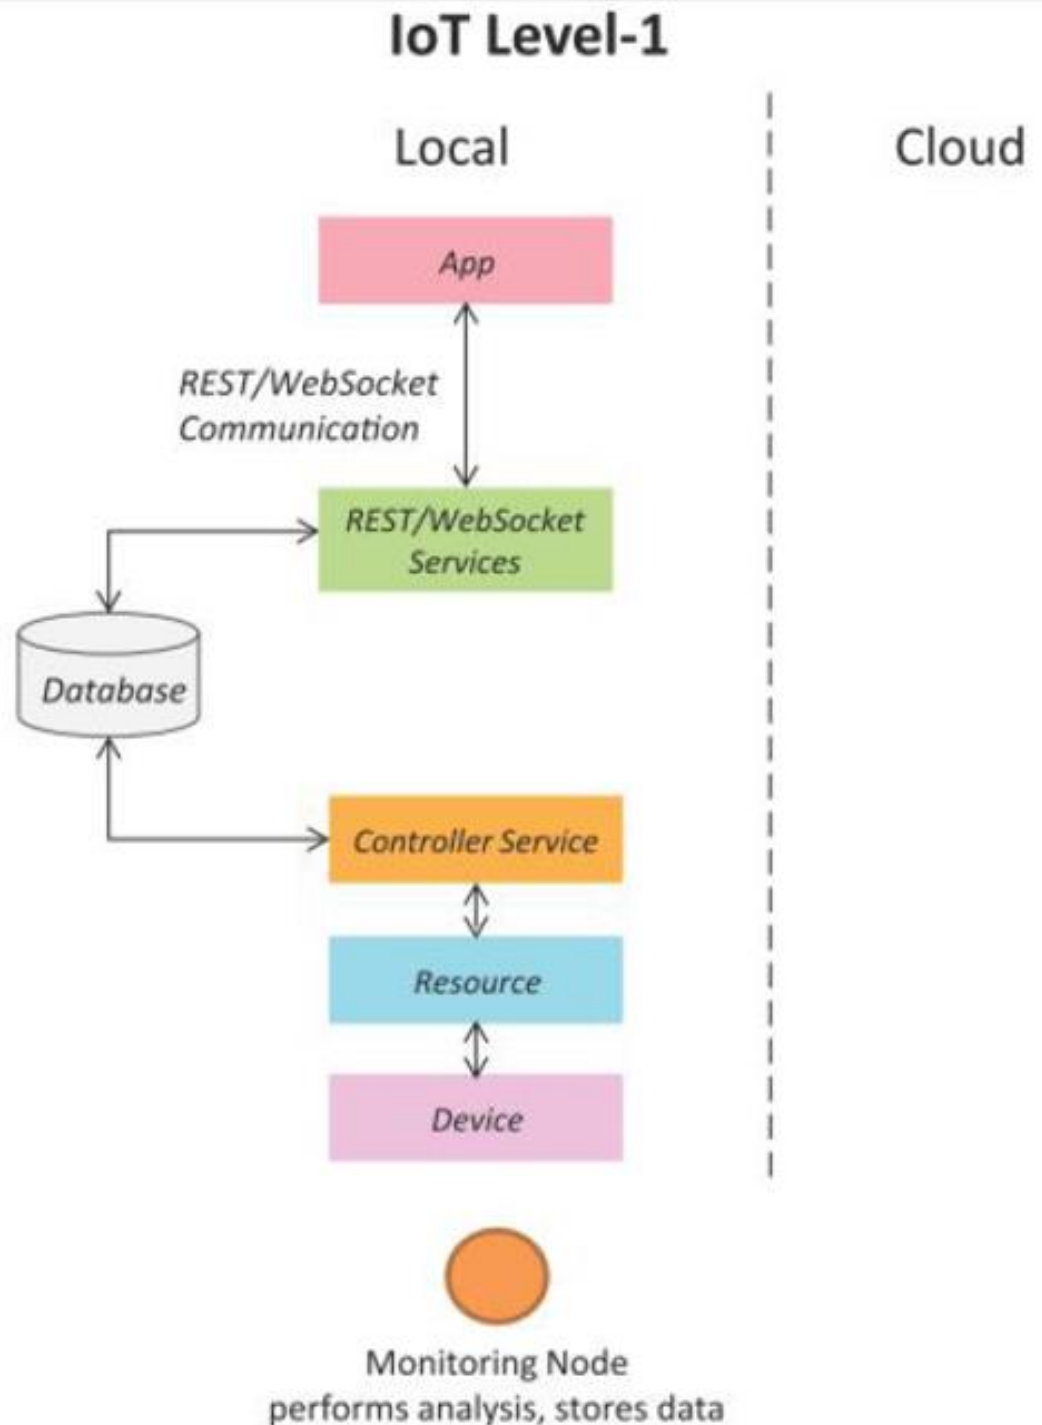 IoT Level-1
Local
Cloud
App
REST/WebSocket
Communication
REST/WebSocket
Services
Database
Controller Service
Resource
Device
Monitoring Node
performs analysis, stores data